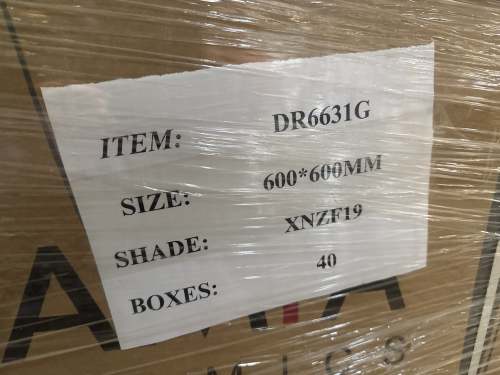 ITEM: DR6631G
SIZE: 600*600MM
SHADE: XNZF19
BOXES: 40